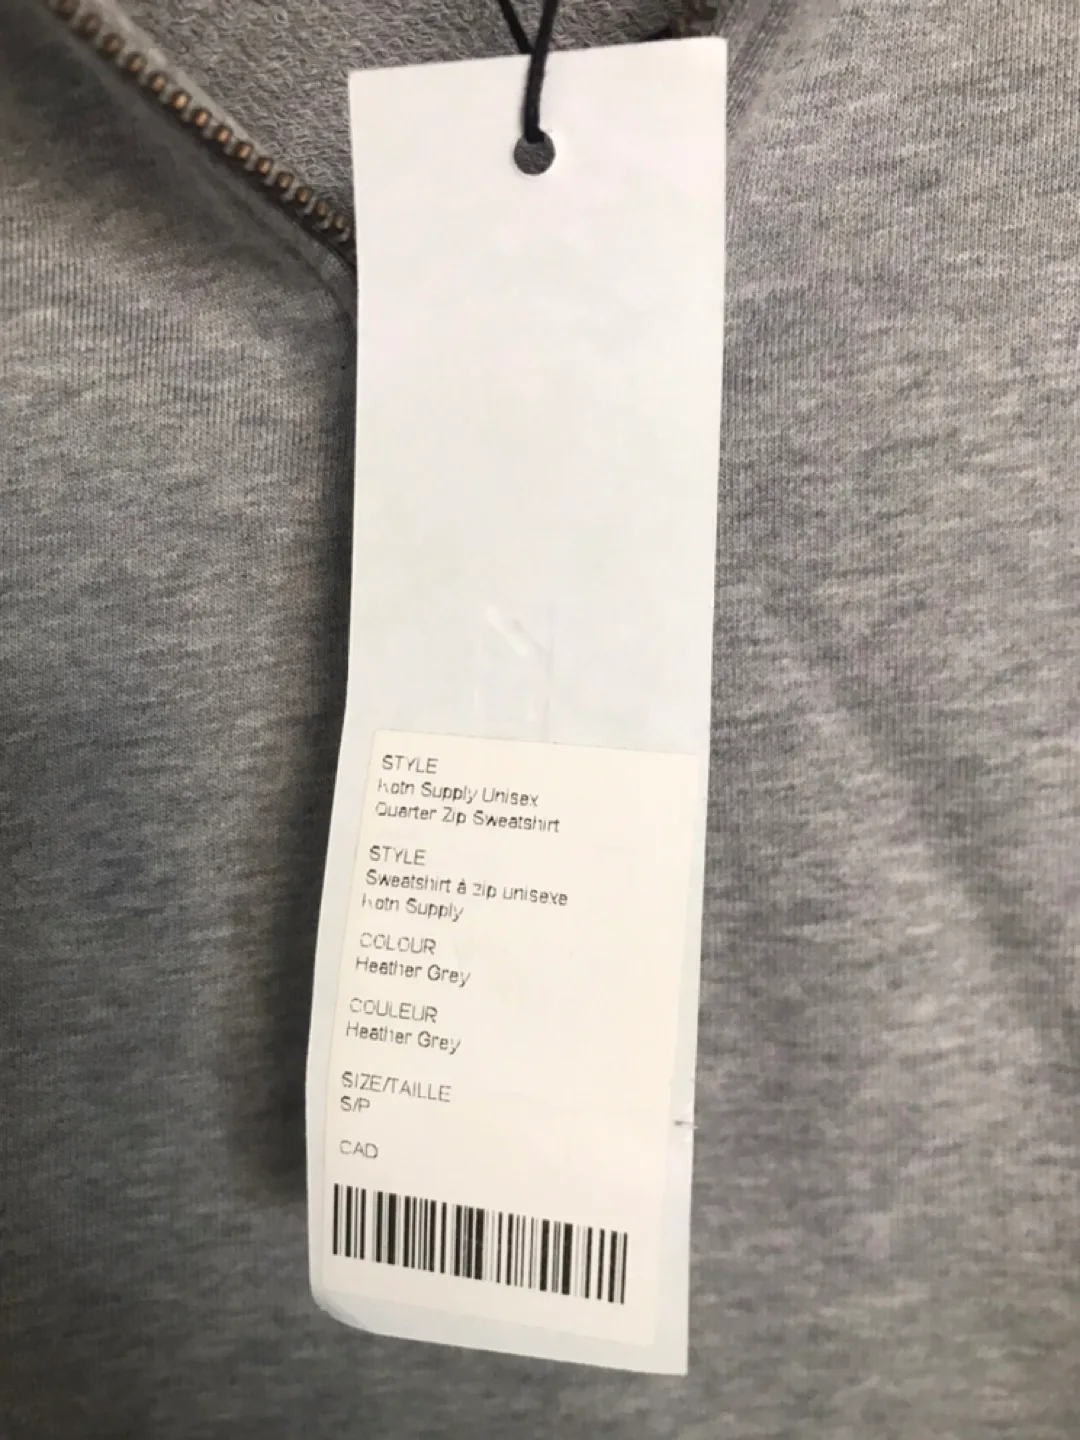 STYLE
Kotn Supply Unisex
Quarter Zip Sweatshirt
STYLE
Sweatshirt à zip unisexe
Kotn Supply
COLOUR
Heather Grey
COULEUR
Heather Grey
SIZE/TAILLE
S/P
CAD